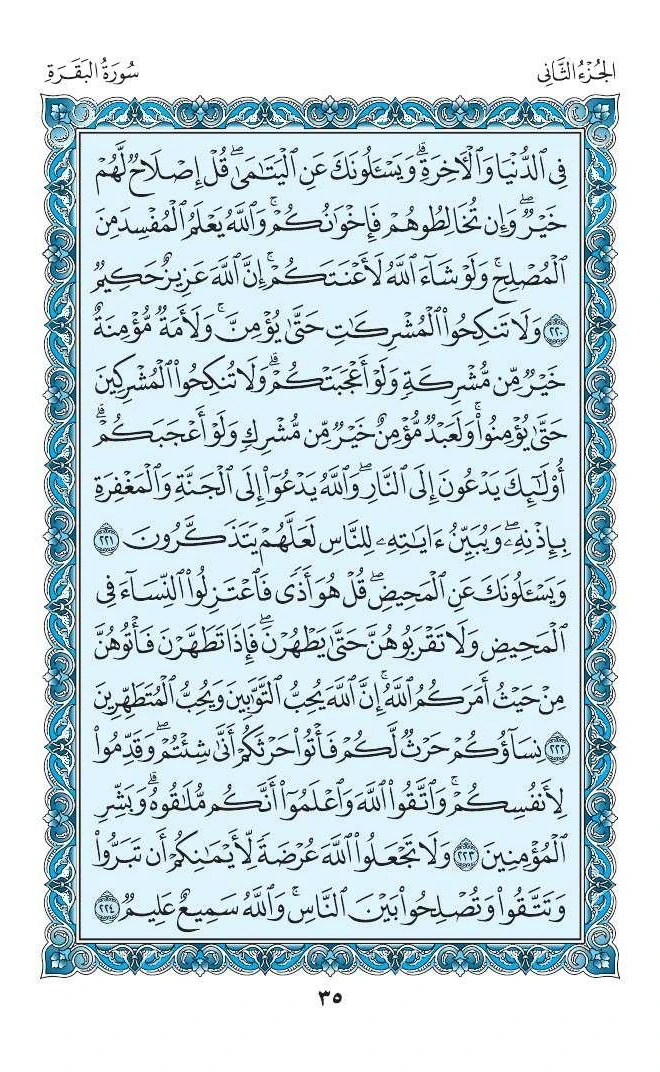 الجُزْءُ الثَّانِي
سُورَةُ البَقَرَةِ
فِى ٱلدُّنْيَا وَٱلْأَخِرَةِۗ وَيَسْـَٔلُونَكَ عَنِ ٱلْيَتَـٰمَىٰۖ قُلْ إِصْلَاحٌ لَّهُمْ
خَيْرٌۖ وَإِن تُخَالِطُوهُمْ فَإِخْوَٰنُكُمْۚ وَٱللَّهُ يَعْلَمُ ٱلْمُفْسِدَ مِنَ
ٱلْمُصْلِحِۚ وَلَوْ شَآءَ ٱللَّهُ لَأَعْنَتَكُمْۚ إِنَّ ٱللَّهَ عَزِيزٌ حَكِيمٌ
٢٢٠ وَلَا تَنكِحُوا۟ ٱلْمُشْرِكَـٰتِ حَتَّىٰ يُؤْمِنَّۚ وَلَأَمَةٌ مُّؤْمِنَةٌ
خَيْرٌ مِّن مُّشْرِكَةٍ وَلَوْ أَعْجَبَتْكُمْۗ وَلَا تُنكِحُوا۟ ٱلْمُشْرِكِينَ
حَتَّىٰ يُؤْمِنُوا۟ۚ وَلَعَبْدٌ مُّؤْمِنٌ خَيْرٌ مِّن مُّشْرِكٍ وَلَوْ أَعْجَبَكُمْۗ
أُو۟لَـٰٓئِكَ يَدْعُونَ إِلَى ٱلنَّارِۖ وَٱللَّهُ يَدْعُوٓا۟ إِلَى ٱلْجَنَّةِ وَٱلْمَغْفِرَةِ
بِإِذْنِهِۦۖ وَيُبَيِّنُ ءَايَـٰتِهِۦ لِلنَّاسِ لَعَلَّهُمْ يَتَذَكَّرُونَ ٢٢١
وَيَسْـَٔلُونَكَ عَنِ ٱلْمَحِيضِۖ قُلْ هُوَ أَذًى فَٱعْتَزِلُوا۟ ٱلنِّسَآءَ فِى
ٱلْمَحِيضِ وَلَا تَقْرَبُوهُنَّ حَتَّىٰ يَطْهُرْنَۖ فَإِذَا تَطَهَّرْنَ فَأْتُوهُنَّ
مِنْ حَيْثُ أَمَرَكُمُ ٱللَّهُۚ إِنَّ ٱللَّهَ يُحِبُّ ٱلتَّوَّٰبِينَ وَيُحِبُّ ٱلْمُتَطَهِّرِينَ
٢٢٢ نِسَآؤُكُمْ حَرْثٌ لَّكُمْ فَأْتُوا۟ حَرْثَكُمْ أَنَّىٰ شِئْتُمْۖ وَقَدِّمُوا۟
لِأَنفُسِكُمْۚ وَٱتَّقُوا۟ ٱللَّهَ وَٱعْلَمُوٓا۟ أَنَّكُم مُّلَـٰقُوهُۗ وَبَشِّرِ
ٱلْمُؤْمِنِينَ ٢٢٣ وَلَا تَجْعَلُوا۟ ٱللَّهَ عُرْضَةً لِّأَيْمَـٰنِكُمْ أَن تَبَرُّوا۟
وَتَتَّقُوا۟ وَتُصْلِحُوا۟ بَيْنَ ٱلنَّاسِۚ وَٱللَّهُ سَمِيعٌ عَلِيمٌ ٢٢٤
٣٥